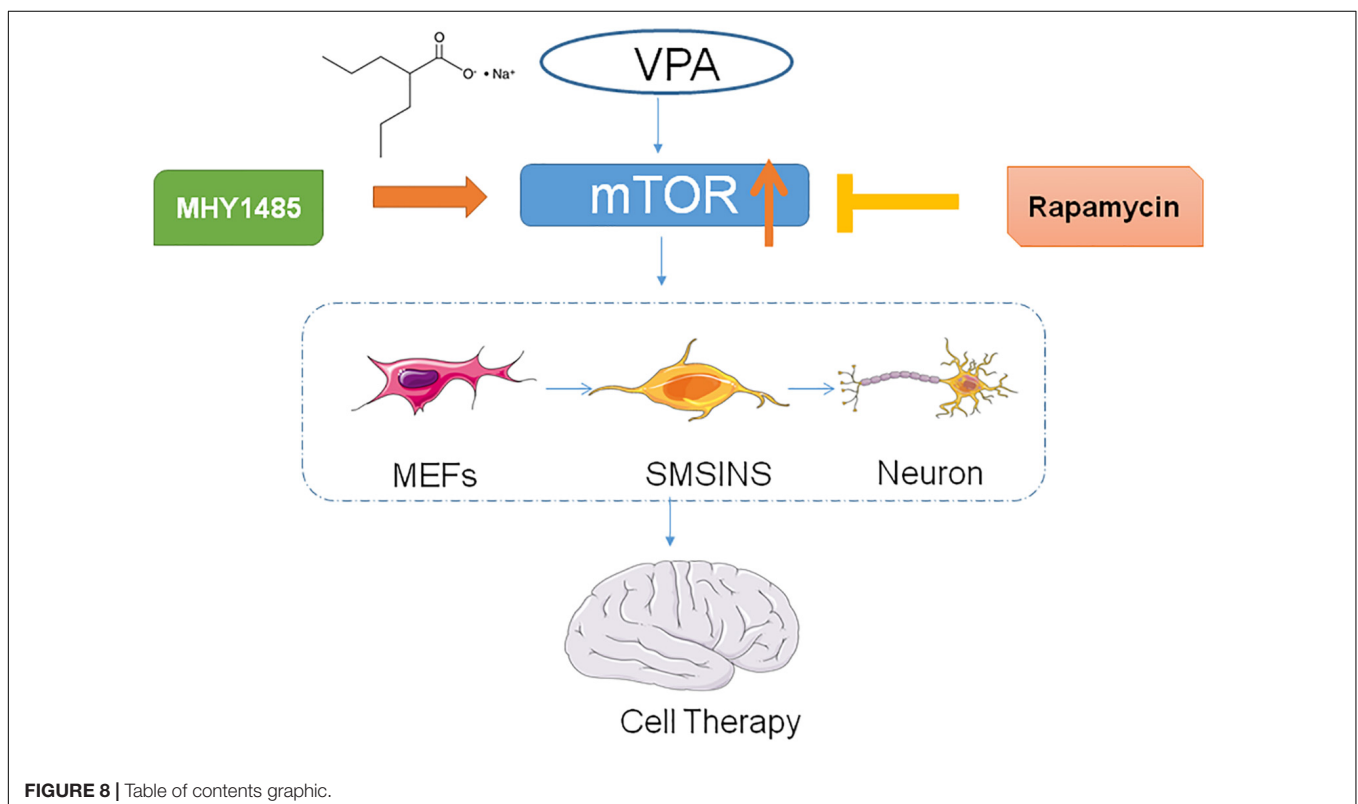 VPA
O
O⁻ • Na⁺
MHY1485
mTOR
Rapamycin
MEFs
SMSINS
Neuron
Cell Therapy
FIGURE 8 | Table of contents graphic.